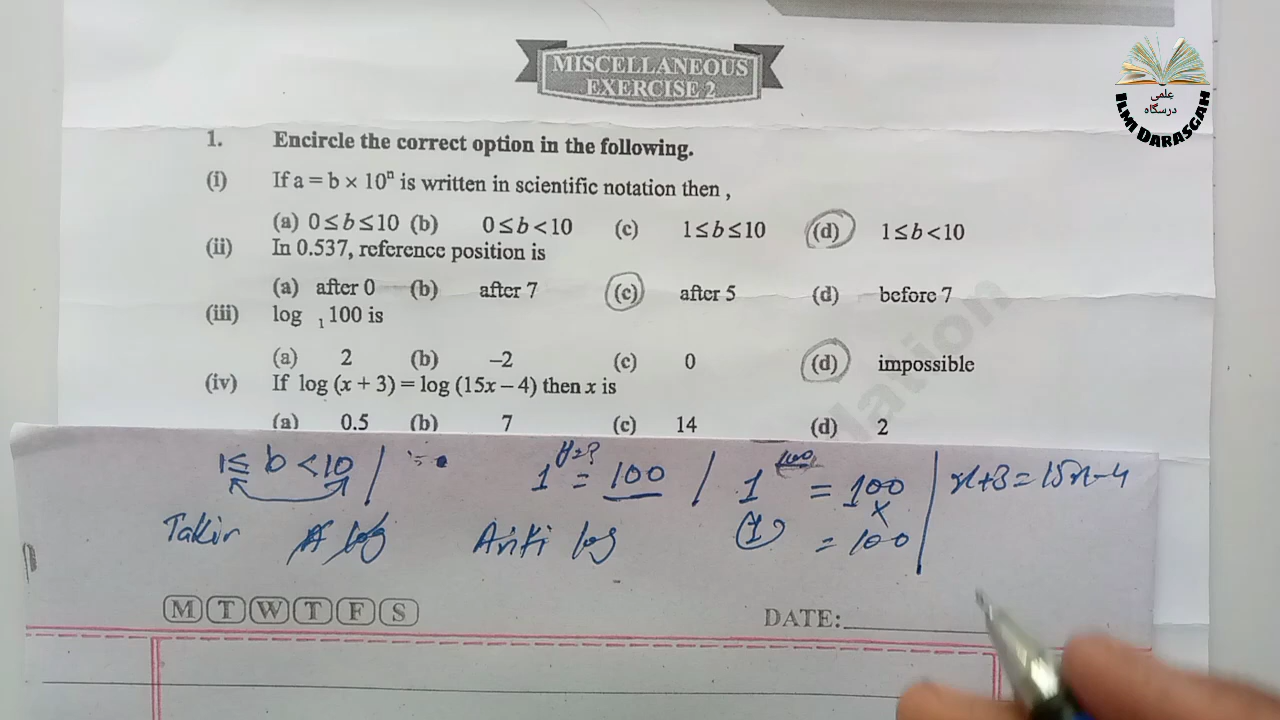 MISCELLANEOUS
EXERCISE 2
علمی
درسگاہ
ILMI DARASGAH
1. Encircle the correct option in the following.
(i) If a = b × 10ⁿ is written in scientific notation then ,
(a) 0 ≤ b ≤ 10 (b) 0 ≤ b < 10 (c) 1 ≤ b ≤ 10 (d) 1 ≤ b < 10
(ii) In 0.537, reference position is
(a) after 0 (b) after 7 (c) after 5 (d) before 7
(iii) log ₁ 100 is
(a) 2 (b) –2 (c) 0 (d) impossible
(iv) If log (x + 3) = log (15x – 4) then x is
(a) 0.5 (b) 7 (c) 14 (d) 2
lation
1 ≤ b < 10 | 1 y=? = 100 / 1 100 = 100 | x+3 = 15x-4
Anti log (1) = 100
M T W T F S DATE: